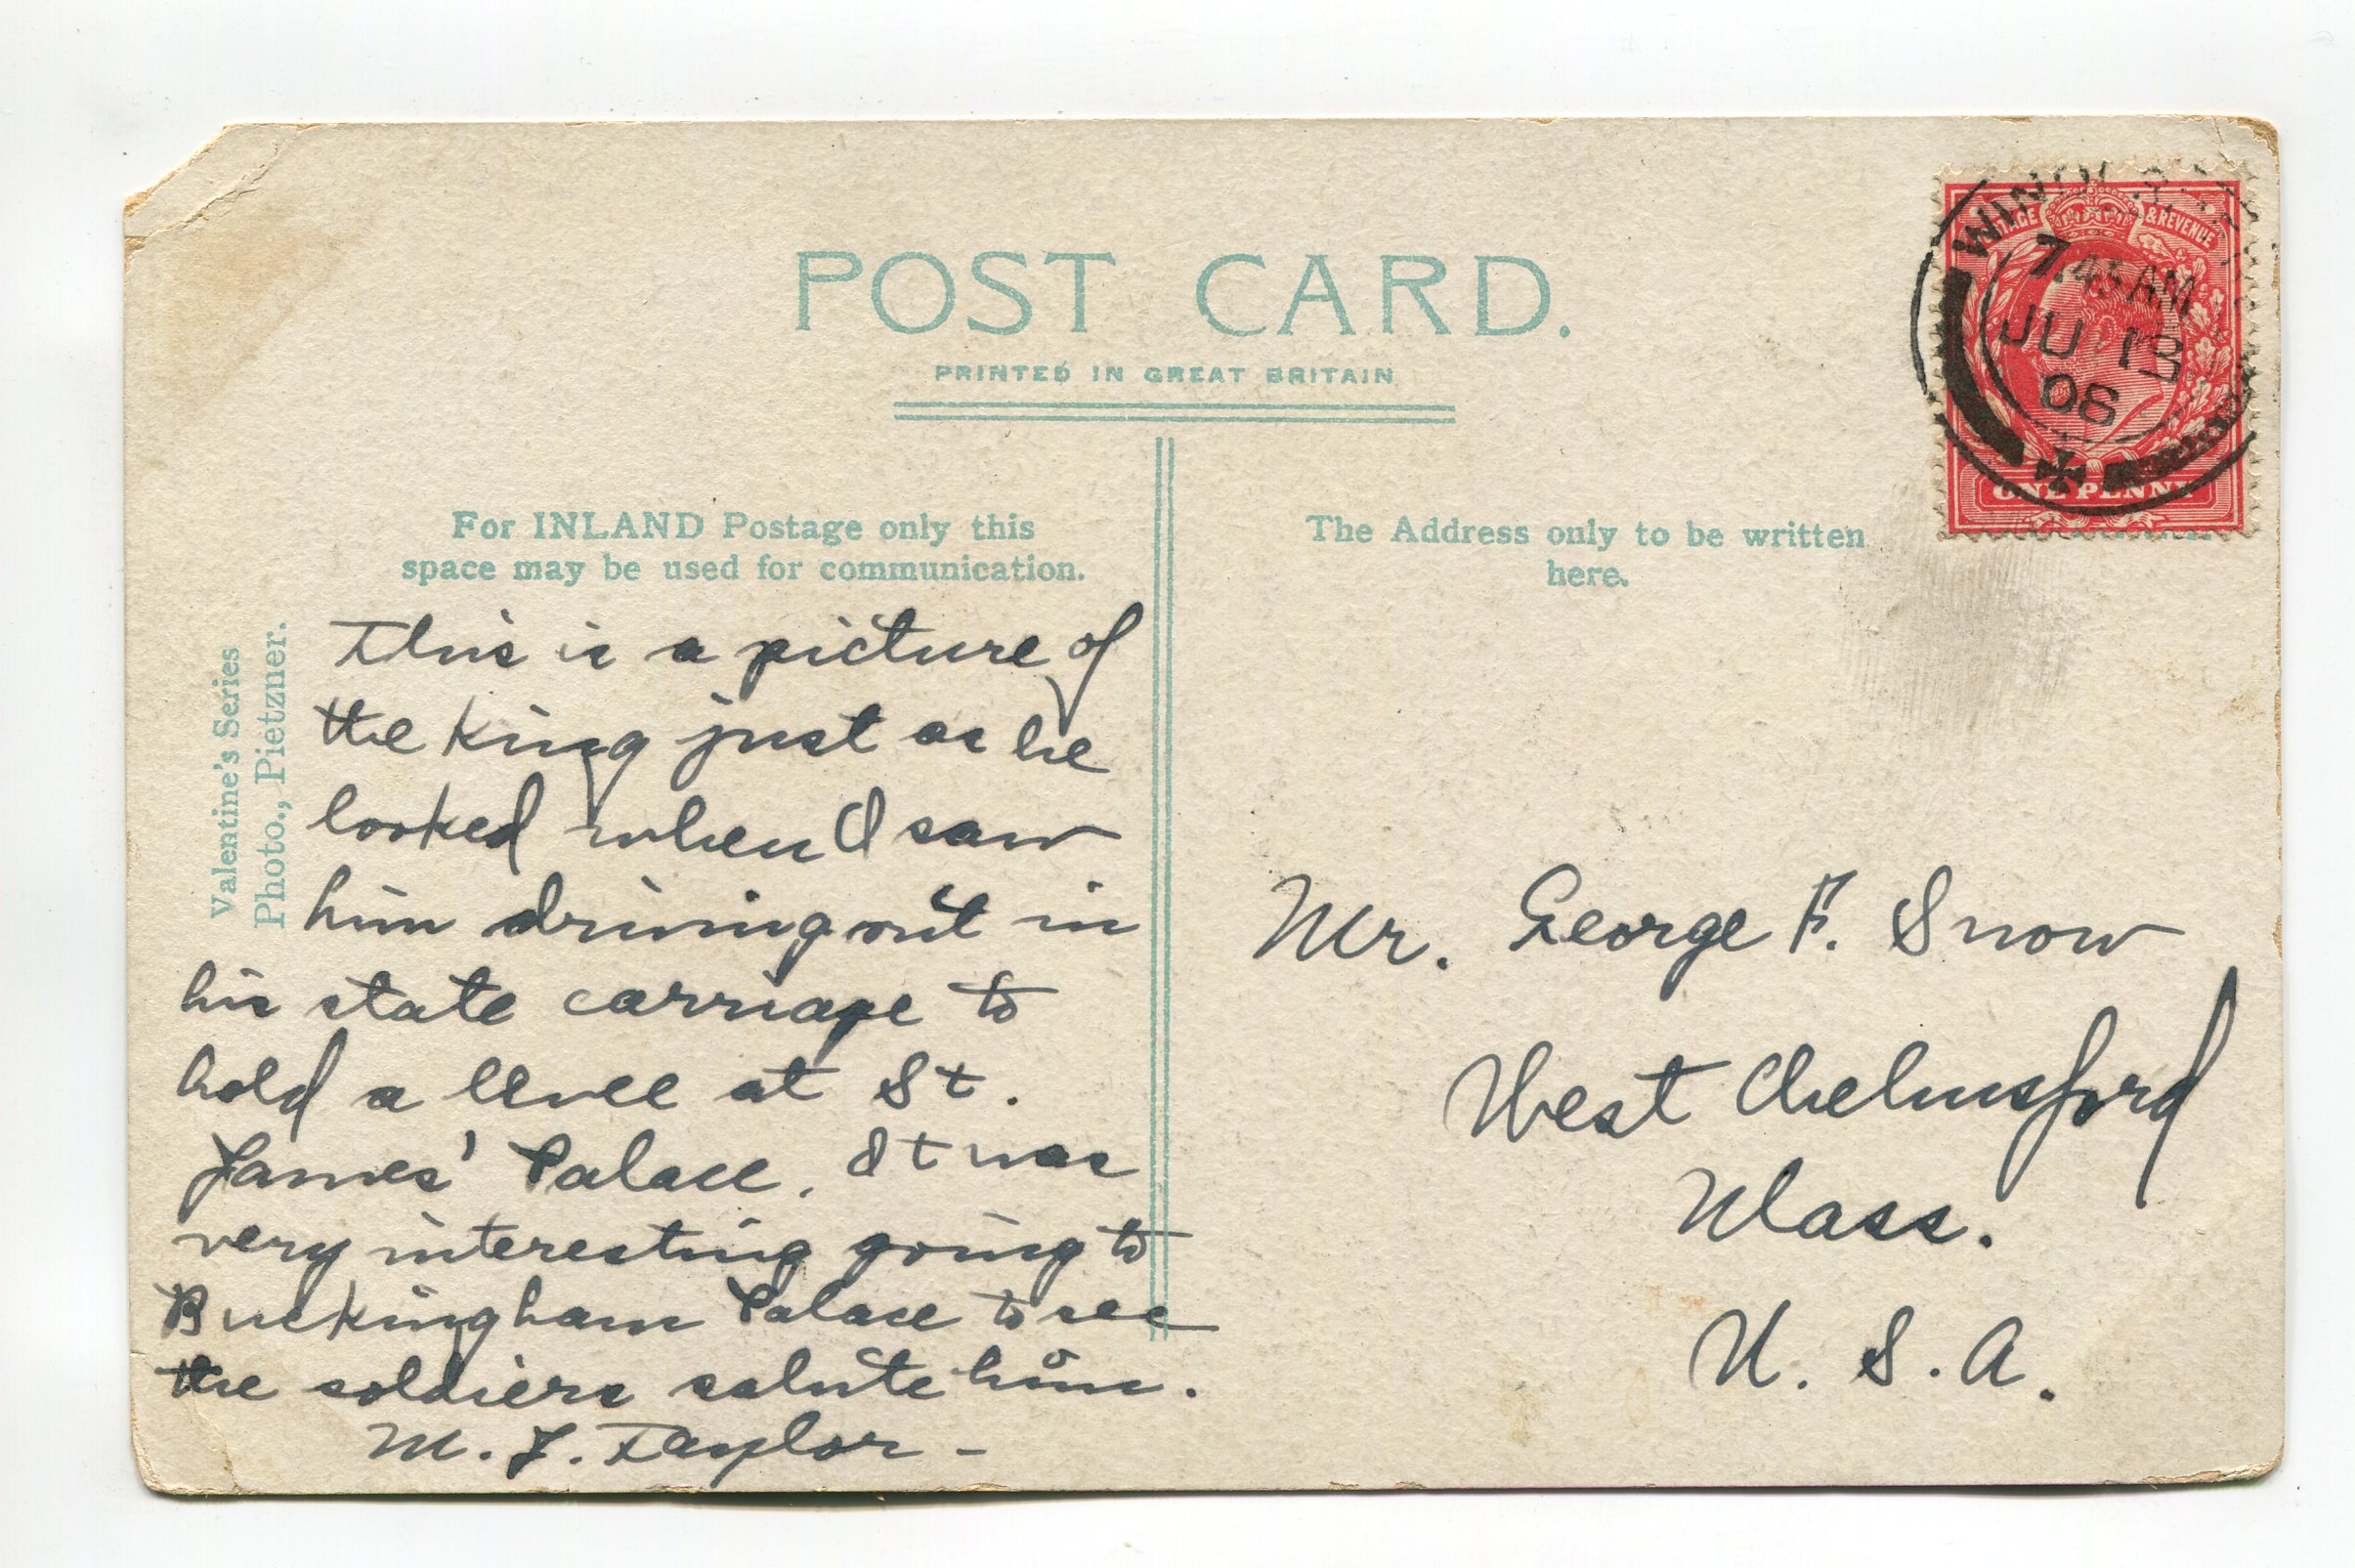 POST CARD.
PRINTED IN GREAT BRITAIN
For INLAND Postage only this
space may be used for communication.
The Address only to be written
here.
Valentine's Series
Photo., Pietzner.
This is a picture of
the king just as he
looked when I saw
him driving out in
his state carriage to
hold a levee at St.
James' Palace. It was
very interesting going to
Buckingham Palace to see
the soldiers salute him.
M. J. Taylor -
Mr. George F. Snow
West Chelmsford
Mass.
U. S. A.
& REVENUE
7.45 AM
JU 19
08
ONE PENNY